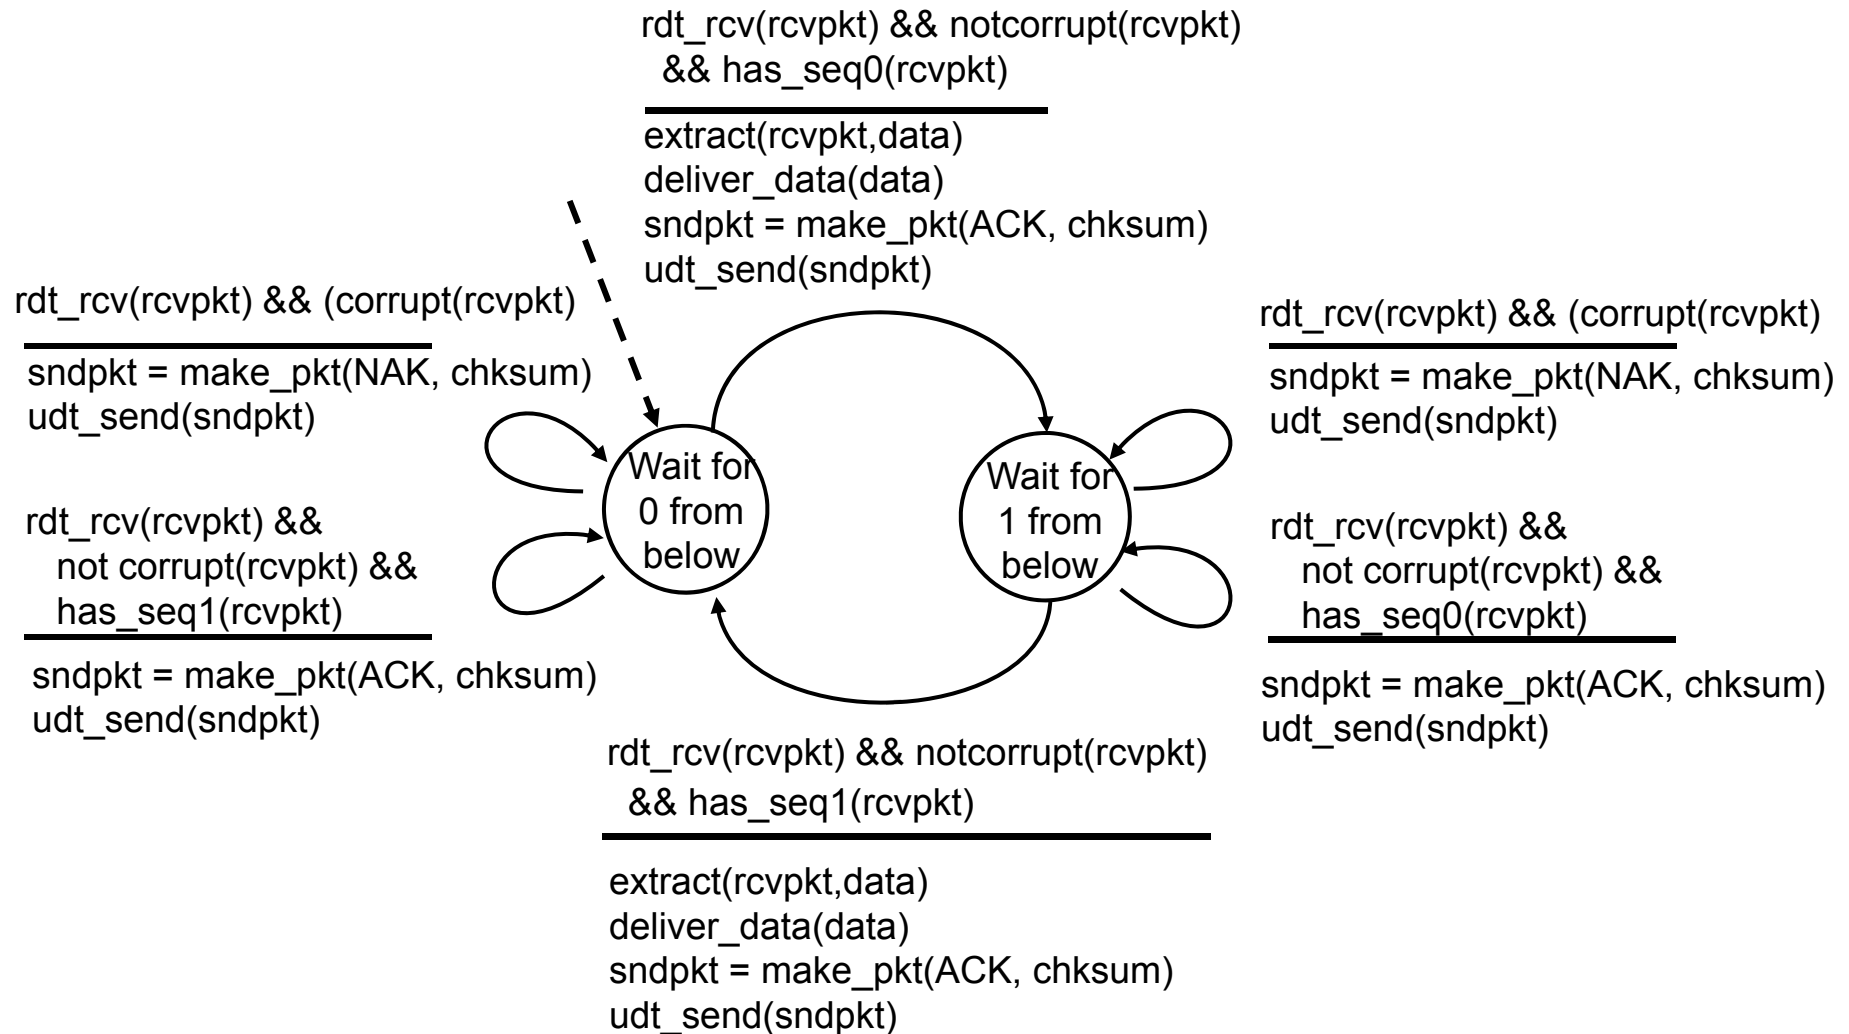 rdt_rcv(rcvpkt) && notcorrupt(rcvpkt)
&& has_seq0(rcvpkt)
extract(rcvpkt,data)
deliver_data(data)
sndpkt = make_pkt(ACK, chksum)
udt_send(sndpkt)
rdt_rcv(rcvpkt) && (corrupt(rcvpkt)
sndpkt = make_pkt(NAK, chksum)
udt_send(sndpkt)
rdt_rcv(rcvpkt) &&
not corrupt(rcvpkt) &&
has_seq1(rcvpkt)
sndpkt = make_pkt(ACK, chksum)
udt_send(sndpkt)
Wait for
0 from
below
Wait for
1 from
below
rdt_rcv(rcvpkt) && (corrupt(rcvpkt)
sndpkt = make_pkt(NAK, chksum)
udt_send(sndpkt)
rdt_rcv(rcvpkt) &&
not corrupt(rcvpkt) &&
has_seq0(rcvpkt)
sndpkt = make_pkt(ACK, chksum)
udt_send(sndpkt)
rdt_rcv(rcvpkt) && notcorrupt(rcvpkt)
&& has_seq1(rcvpkt)
extract(rcvpkt,data)
deliver_data(data)
sndpkt = make_pkt(ACK, chksum)
udt_send(sndpkt)